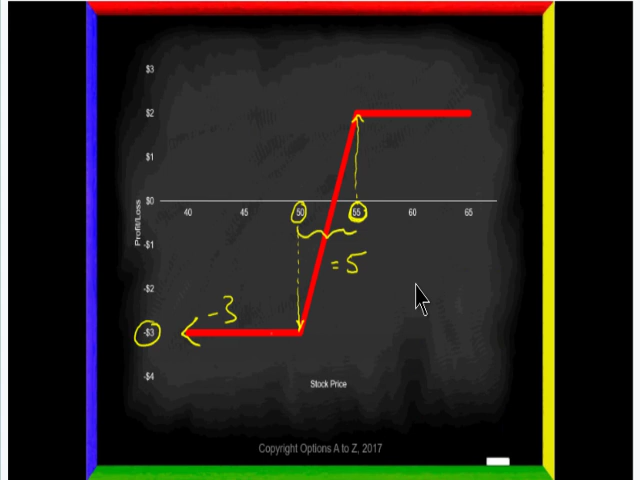 $3
$2
$1
$0
40 45 50 55 60 65
Profit/Loss
-$1
= 5
-$2
-3
-$3
-$4
Stock Price
Copyright Options A to Z, 2017